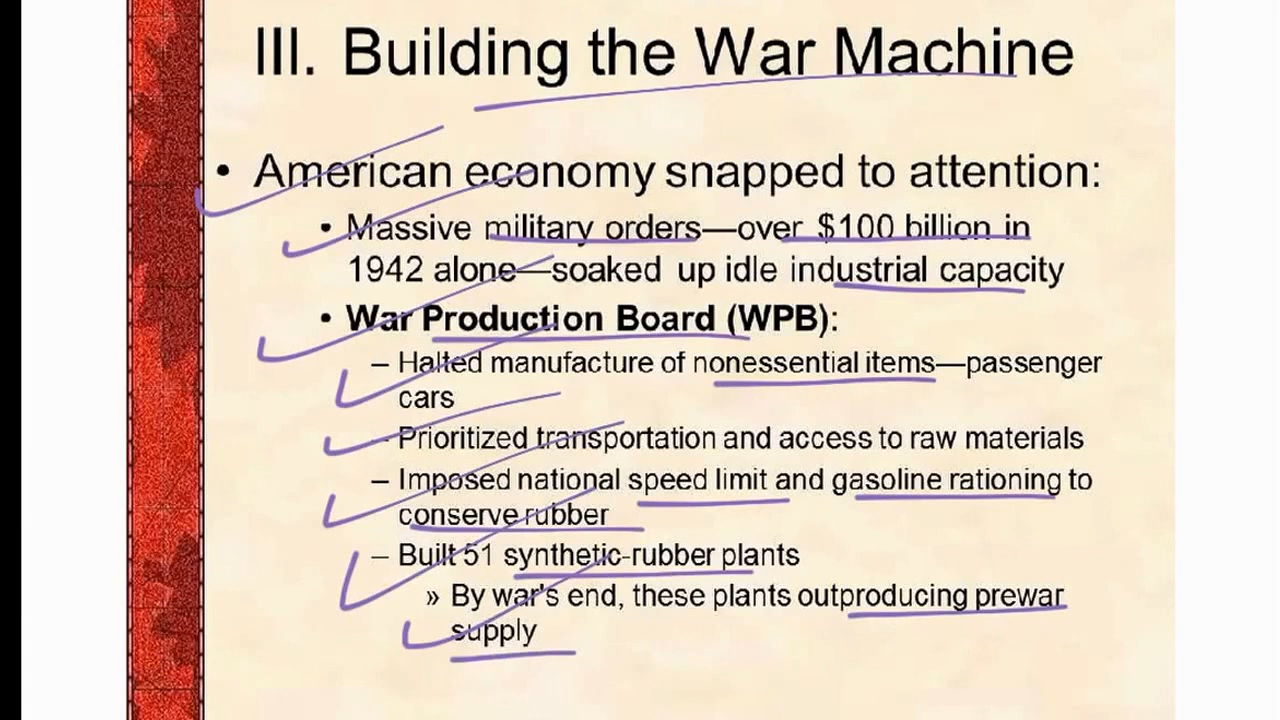 III. Building the War Machine
• American economy snapped to attention:
• Massive military orders—over $100 billion in
1942 alone—soaked up idle industrial capacity
• War Production Board (WPB):
– Halted manufacture of nonessential items—passenger
cars
– Prioritized transportation and access to raw materials
– Imposed national speed limit and gasoline rationing to
conserve rubber
– Built 51 synthetic-rubber plants
» By war's end, these plants outproducing prewar
supply